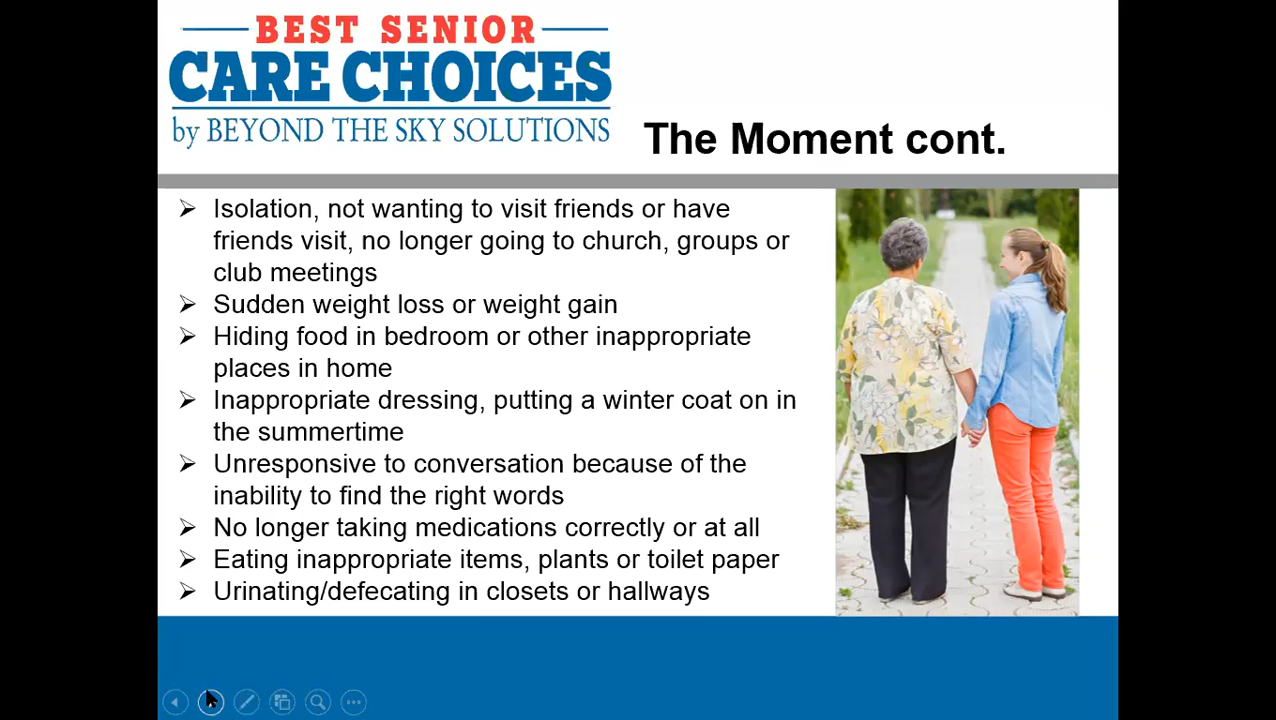 BEST SENIOR
CARE CHOICES
by BEYOND THE SKY SOLUTIONS
The Moment cont.
Isolation, not wanting to visit friends or have
friends visit, no longer going to church, groups or
club meetings
Sudden weight loss or weight gain
Hiding food in bedroom or other inappropriate
places in home
Inappropriate dressing, putting a winter coat on in
the summertime
Unresponsive to conversation because of the
inability to find the right words
No longer taking medications correctly or at all
Eating inappropriate items, plants or toilet paper
Urinating/defecating in closets or hallways